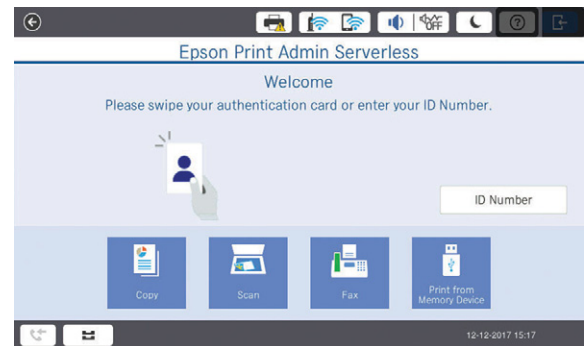 OFF
Epson Print Admin Serverless
Welcome
Please swipe your authentication card or enter your ID Number.
ID Number
Copy
Scan
Fax
Print from
Memory Device
12-12-2017 15:17